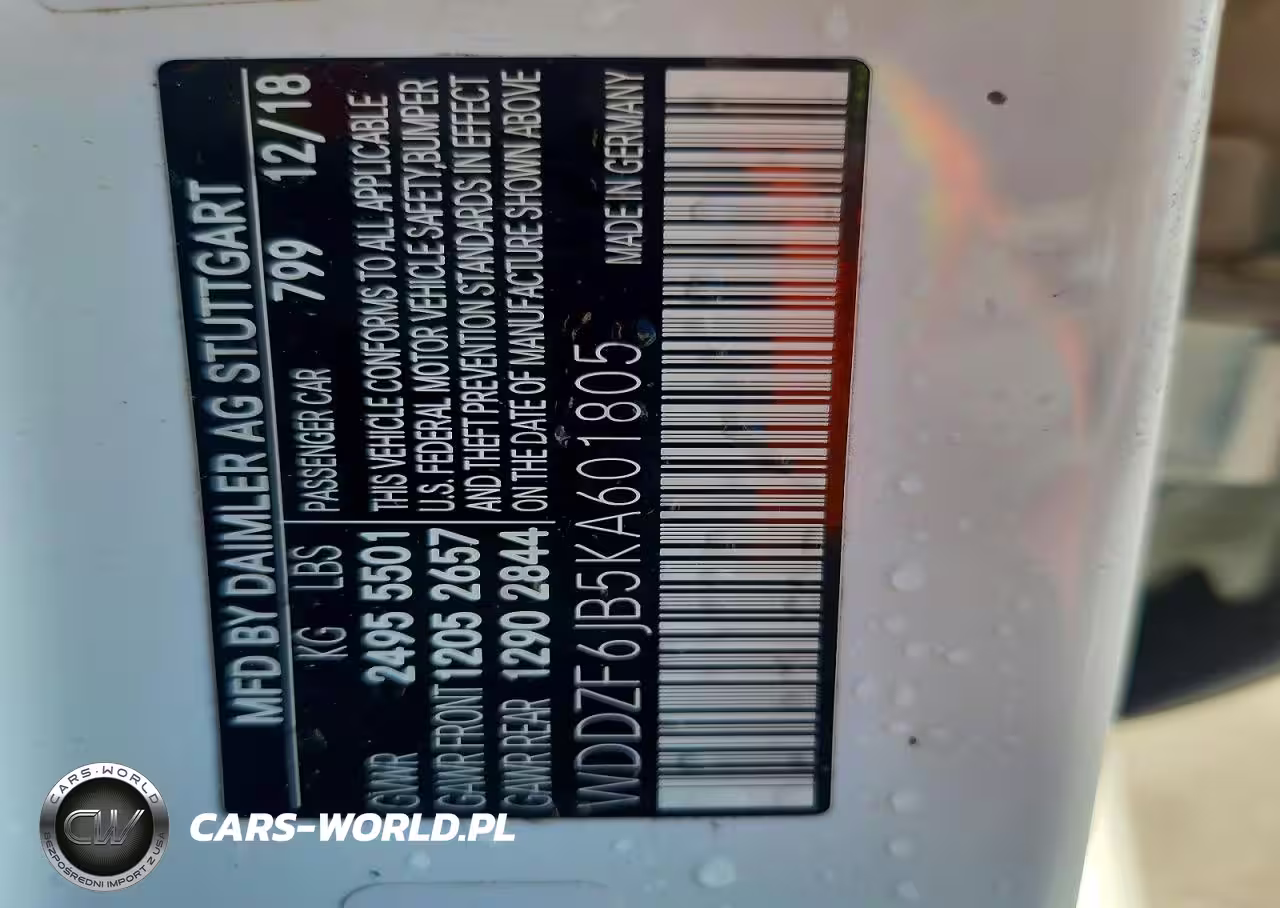 MFD BY DAIMLER AG STUTTGART
KG LBS PASSENGER CAR 799 12/18
GVWR 2495 5501 THIS VEHICLE CONFORMS TO ALL APPLICABLE
GAWR FRONT 1205 2657 U.S. FEDERAL MOTOR VEHICLE SAFETY,BUMPER
AND THEFT PREVENTION STANDARDS IN EFFECT
GAWR REAR 1290 2844 ON THE DATE OF MANUFACTURE SHOWN ABOVE
WDDZF6JB5KA601805 MADE IN GERMANY
CARS-WORLD
CW
BEZPOŚREDNI IMPORT Z USA
CARS-WORLD.PL